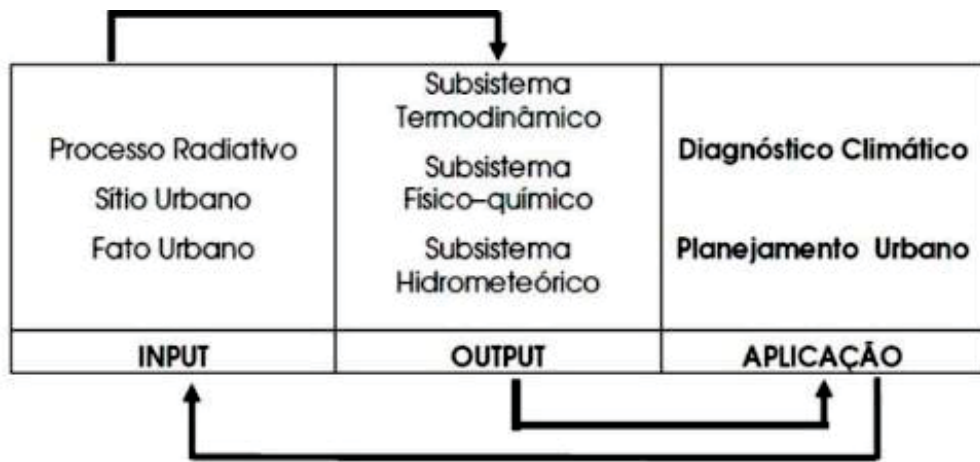 Processo Radiativo
Sítio Urbano
Fato Urbano
INPUT
Subsistema
Termodinâmico
Subsistema
Físico-químico
Subsistema
Hidrometeórico
OUTPUT
Diagnóstico Climático
Planejamento Urbano
APLICAÇÃO